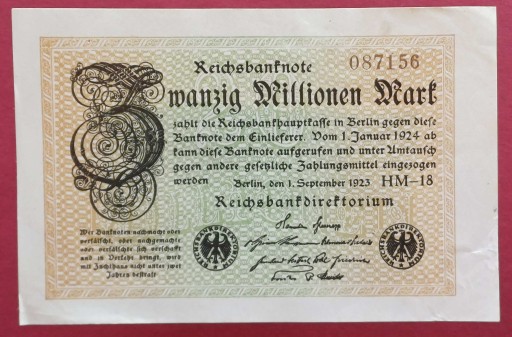 Reichsbanknote 087156
Zwanzig Millionen Mark
zahlt die Reichsbankhauptkasse in Berlin gegen diese
Banknote dem Einlieferer. Vom 1. Januar 1924 ab
kann diese Banknote aufgerufen und unter Umtausch
gegen andere gesetzliche Zahlungsmittel eingezogen
werden Berlin, den 1. September 1923 HM-18
Reichsbankdirektorium
Wer Banknoten nachmacht oder
verfälscht, oder nachgemachte
oder verfälschte sich verschafft
und in Verkehr bringt, wird
mit Zuchthaus nicht unter zwei
Jahren bestraft
REICHSBANKDIREKTORIUM
REICHSBANKDIREKTORIUM